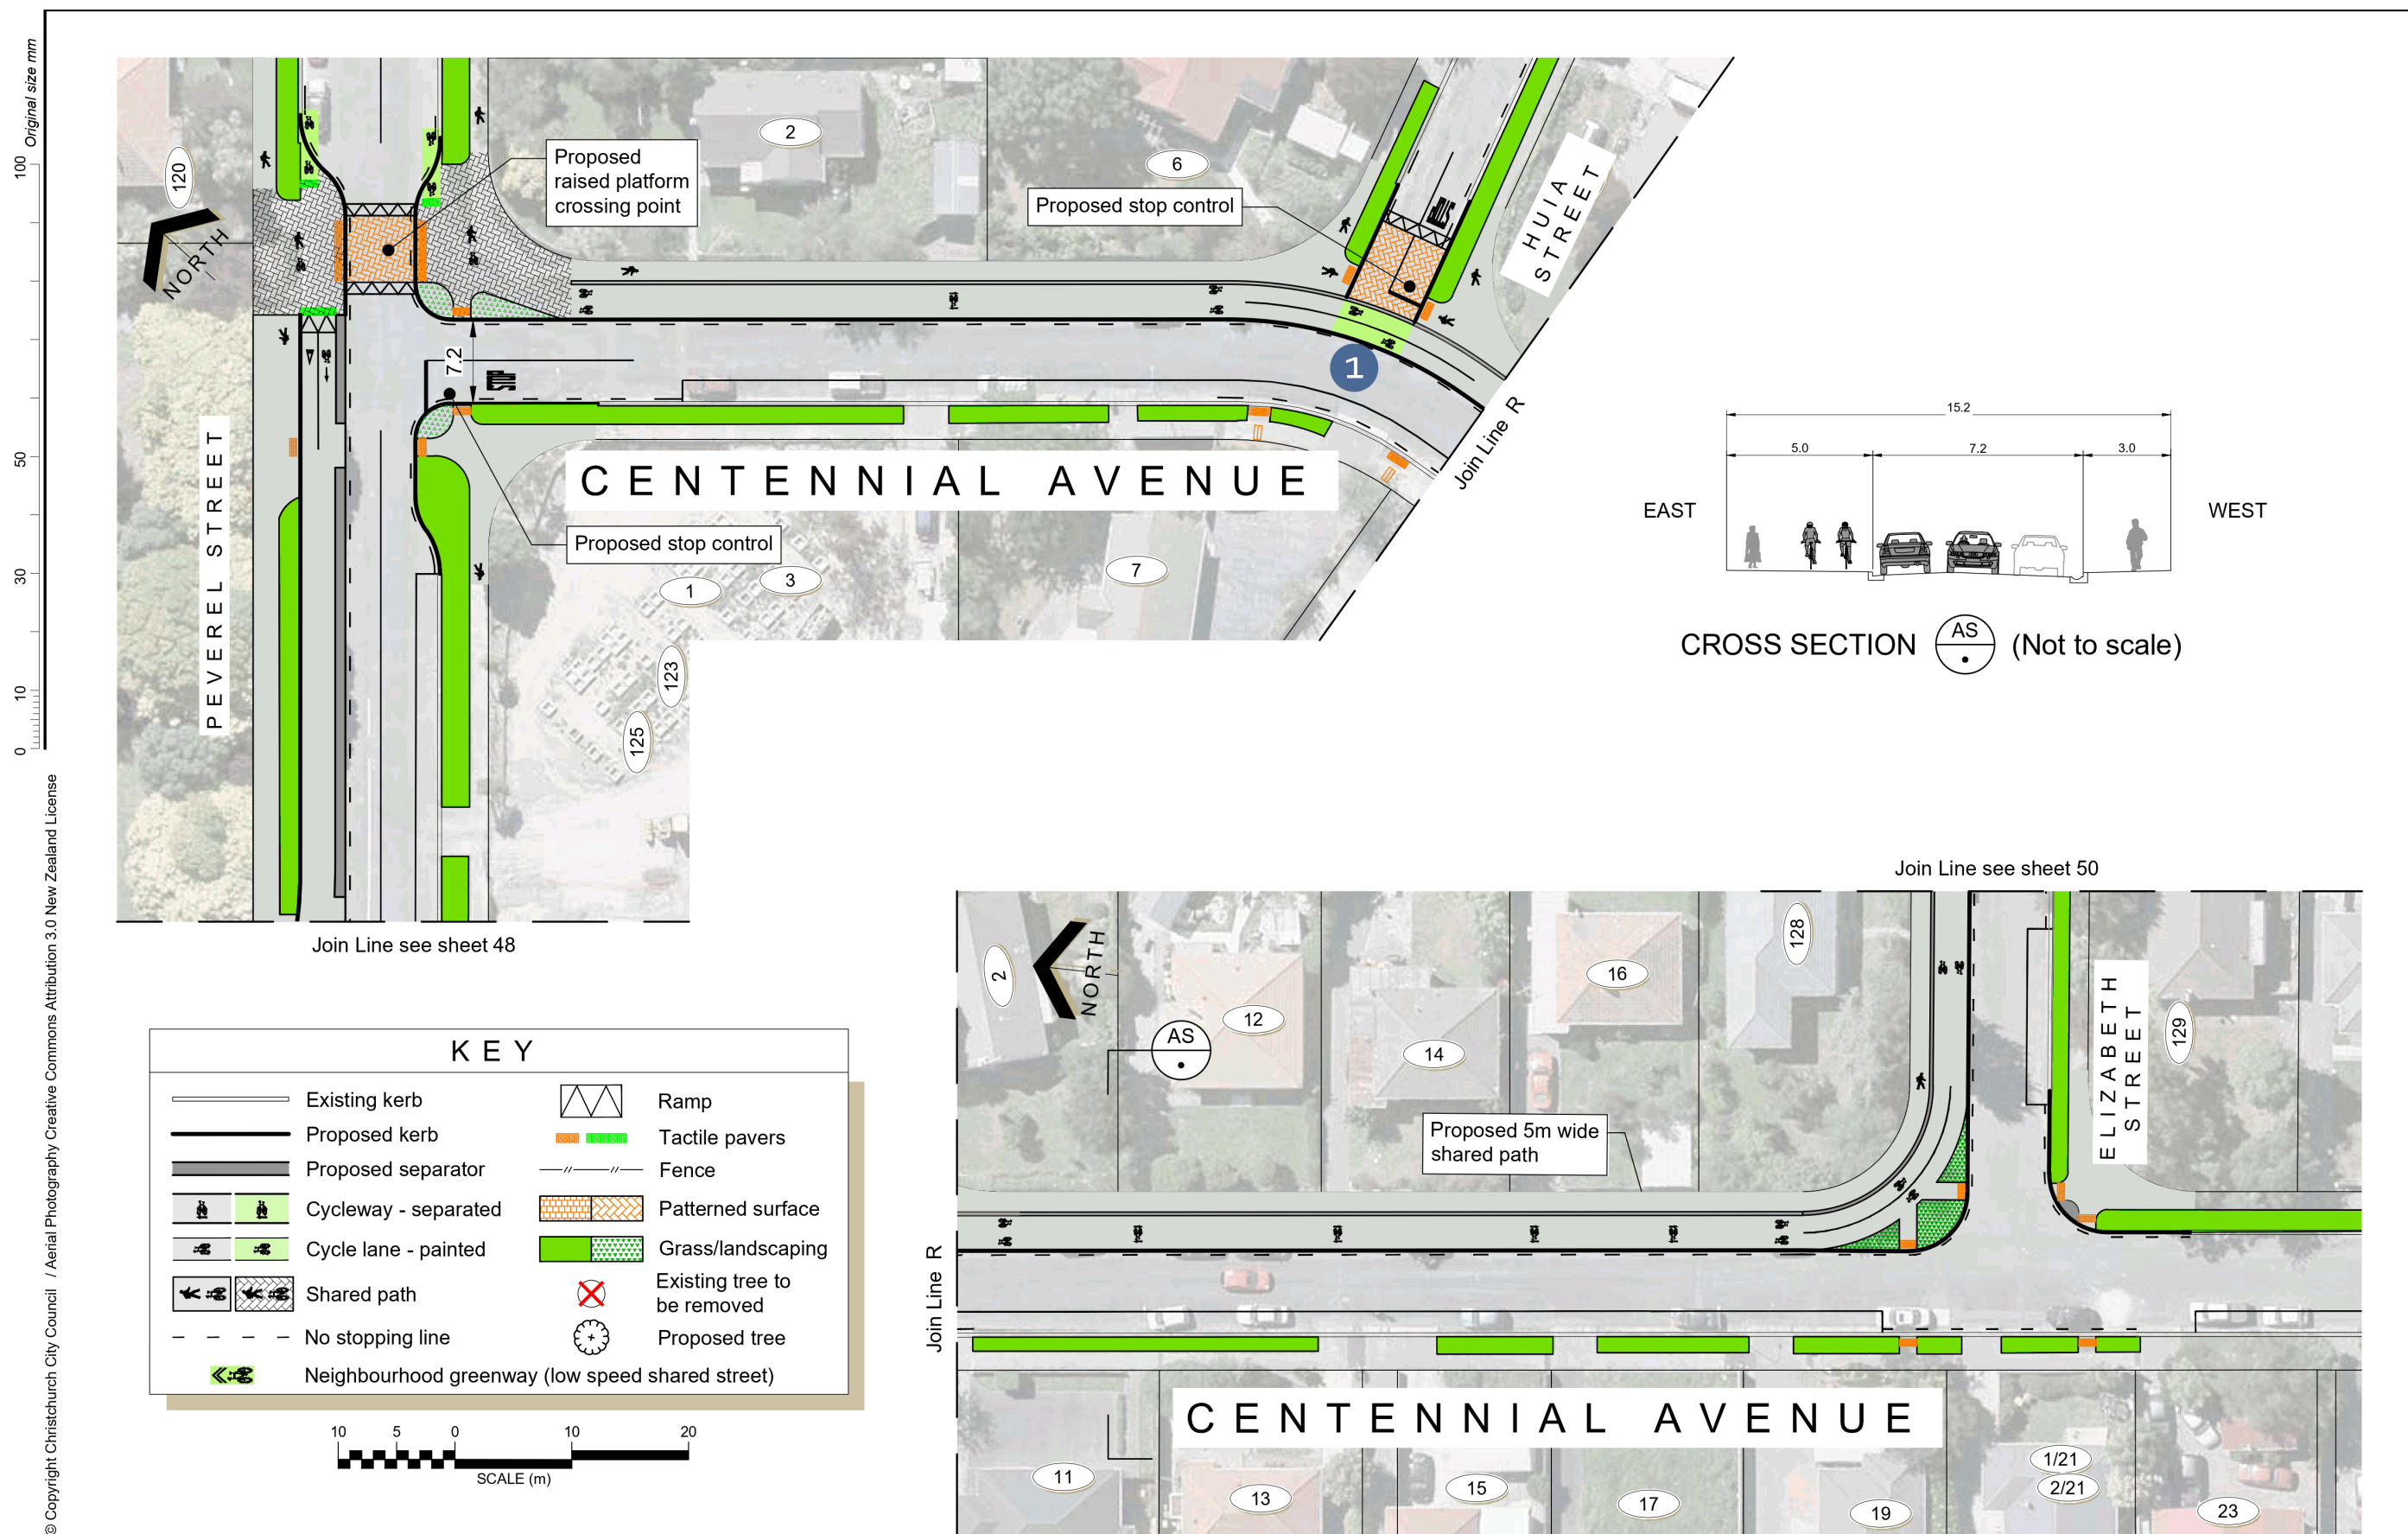 Original size mm
100
50
30
10
0
© Copyright Christchurch City Council / Aerial Photography Creative Commons Attribution 3.0 New Zealand License
120
NORTH
Proposed
raised platform
crossing point
2
6
Proposed stop control
HUIA
STREET
STOP
7.2
STOP
1
PEVEREL STREET
CENTENNIAL AVENUE
Join Line R
Proposed stop control
1
3
7
123
125
Join Line see sheet 48
15.2
5.0
7.2
3.0
EAST
WEST
CROSS SECTION AS (Not to scale)
Join Line see sheet 50
2
NORTH
AS
12
14
16
128
ELIZABETH
STREET
129
Proposed 5m wide
shared path
Join Line R
CENTENNIAL AVENUE
11
13
15
17
19
1/21
2/21
23
KEY
Existing kerb
Proposed kerb
Proposed separator
Cycleway - separated
Cycle lane - painted
Shared path
No stopping line
Neighbourhood greenway (low speed shared street)
Ramp
Tactile pavers
Fence
Patterned surface
Grass/landscaping
Existing tree to
be removed
Proposed tree
10 5 0 10 20
SCALE (m)